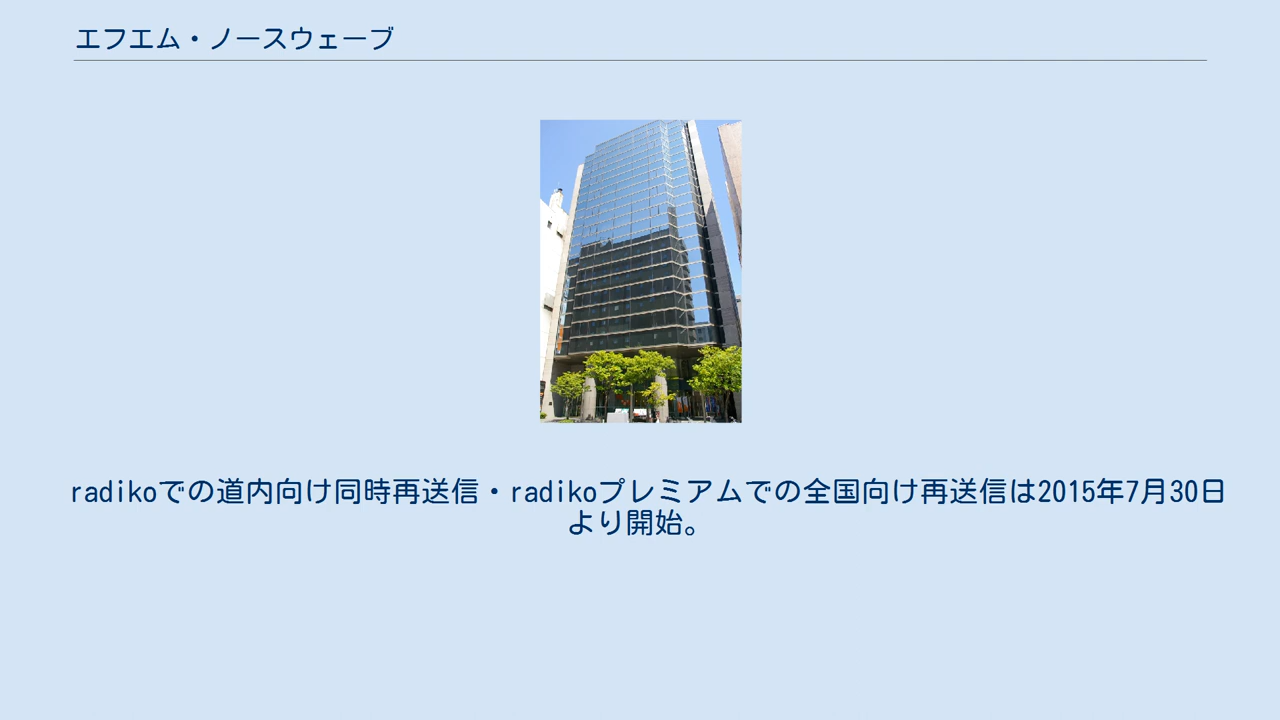 エフエム・ノースウェーブ
radikoでの道内向け同時再送信・radikoプレミアムでの全国向け再送信は2015年7月30日
より開始。